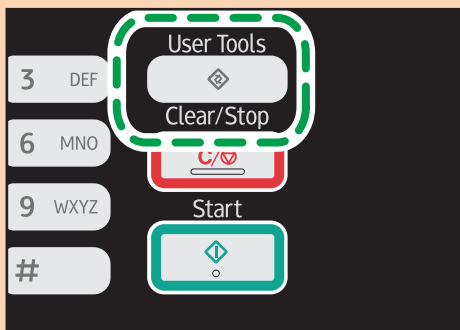 User Tools
3 DEF
Clear/Stop
6 MNO
C/
9 WXYZ
Start
#